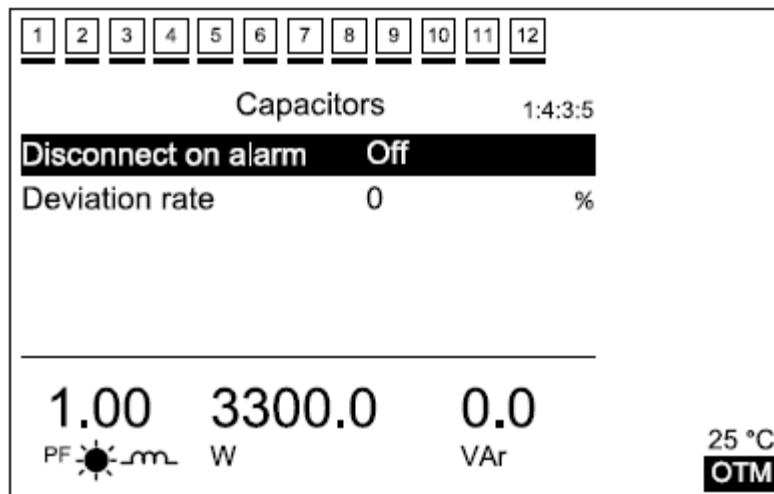 1 2 3 4 5 6 7 8 9 10 11 12
Capacitors 1:4:3:5
Disconnect on alarm Off
Deviation rate 0 %
1.00 3300.0 0.0
PF W VAr
25 °C
OTM